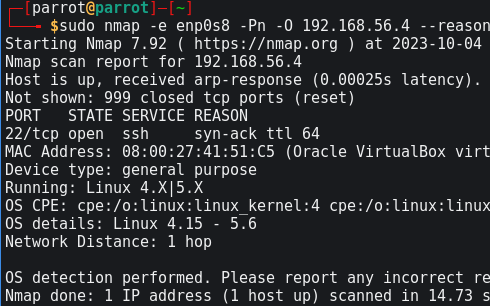 [parrot@parrot]-[~]
$sudo nmap -e enp0s8 -Pn -O 192.168.56.4 --reason
Starting Nmap 7.92 ( https://nmap.org ) at 2023-10-04
Nmap scan report for 192.168.56.4
Host is up, received arp-response (0.00025s latency).
Not shown: 999 closed tcp ports (reset)
PORT   STATE SERVICE REASON
22/tcp open  ssh     syn-ack ttl 64
MAC Address: 08:00:27:41:51:C5 (Oracle VirtualBox virt
Device type: general purpose
Running: Linux 4.X|5.X
OS CPE: cpe:/o:linux:linux_kernel:4 cpe:/o:linux:linux
OS details: Linux 4.15 - 5.6
Network Distance: 1 hop
OS detection performed. Please report any incorrect re
Nmap done: 1 IP address (1 host up) scanned in 14.73 s